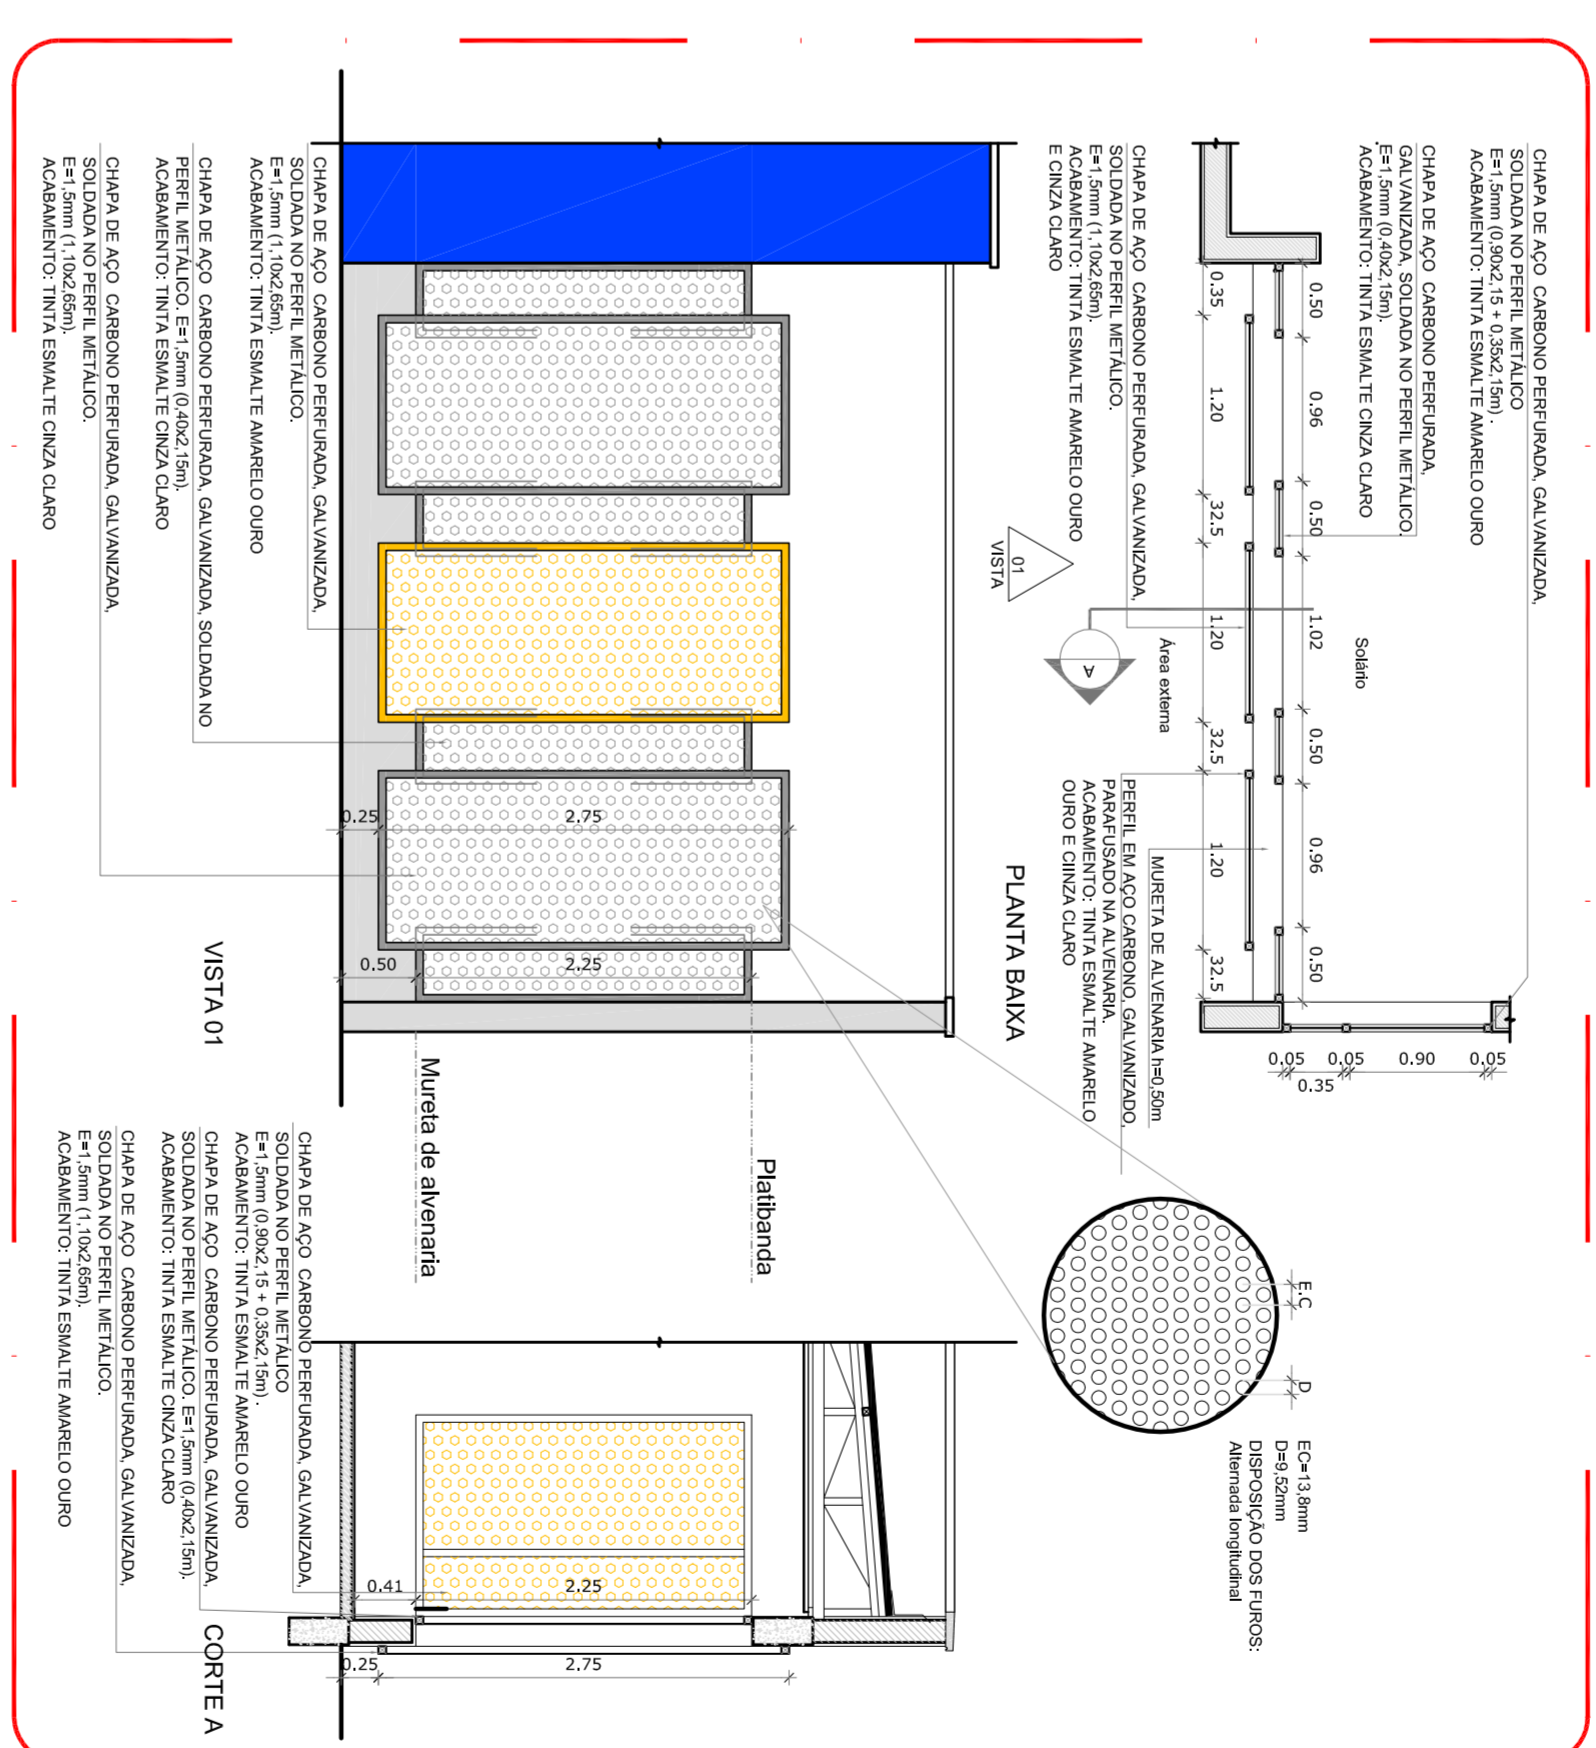 CHAPA DE AÇO CARBONO PERFURADA, GALVANIZADA,
SOLDADA NO PERFIL METÁLICO
E=1,5mm (0,90x2,15 + 0,35x2,15m) .
ACABAMENTO: TINTA ESMALTE AMARELO OURO
CHAPA DE AÇO CARBONO PERFURADA,
GALVANIZADA, SOLDADA NO PERFIL METÁLICO.
E=1,5mm (0,40x2,15m).
ACABAMENTO: TINTA ESMALTE CINZA CLARO
Solário
0.50
0.96
0.50
1.02
0.50
0.96
0.50
0.35
1.20
32.5
1.20
32.5
1.20
32.5
0.05
0.35
0.05
0.90
0.05
Área externa
CHAPA DE AÇO CARBONO PERFURADA, GALVANIZADA,
SOLDADA NO PERFIL METÁLICO.
E=1,5mm (1,10x2,65m).
ACABAMENTO: TINTA ESMALTE AMARELO OURO
E CINZA CLARO
01
VISTA
A
MURETA DE ALVENARIA h=0,50m
PERFIL EM AÇO CARBONO, GALVANIZADO,
PARAFUSADO NA ALVENARIA.
ACABAMENTO: TINTA ESMALTE AMARELO
OURO E CIINZA CLARO
PLANTA BAIXA
E.C
D
EC=13,8mm
D=9,52mm
DISPOSIÇÃO DOS FUROS:
Alternada longitudinal
Platibanda
Mureta de alvenaria
0.25
2.75
0.50
2.25
CHAPA DE AÇO CARBONO PERFURADA, GALVANIZADA,
SOLDADA NO PERFIL METÁLICO.
E=1,5mm (1,10x2,65m).
ACABAMENTO: TINTA ESMALTE AMARELO OURO
CHAPA DE AÇO CARBONO PERFURADA, GALVANIZADA, SOLDADA NO
PERFIL METÁLICO. E=1,5mm (0,40x2,15m).
ACABAMENTO: TINTA ESMALTE CINZA CLARO
CHAPA DE AÇO CARBONO PERFURADA, GALVANIZADA,
SOLDADA NO PERFIL METÁLICO.
E=1,5mm (1,10x2,65m).
ACABAMENTO: TINTA ESMALTE CINZA CLARO
VISTA 01
0.41
2.25
0.25
2.75
CHAPA DE AÇO CARBONO PERFURADA, GALVANIZADA,
SOLDADA NO PERFIL METÁLICO
E=1,5mm (0,90x2,15 + 0,35x2,15m) .
ACABAMENTO: TINTA ESMALTE AMARELO OURO
CHAPA DE AÇO CARBONO PERFURADA, GALVANIZADA,
SOLDADA NO PERFIL METÁLICO. E=1,5mm (0,40x2,15m).
ACABAMENTO: TINTA ESMALTE CINZA CLARO
CHAPA DE AÇO CARBONO PERFURADA, GALVANIZADA,
SOLDADA NO PERFIL METÁLICO.
E=1,5mm (1,10x2,65m).
ACABAMENTO: TINTA ESMALTE AMARELO OURO
CORTE A